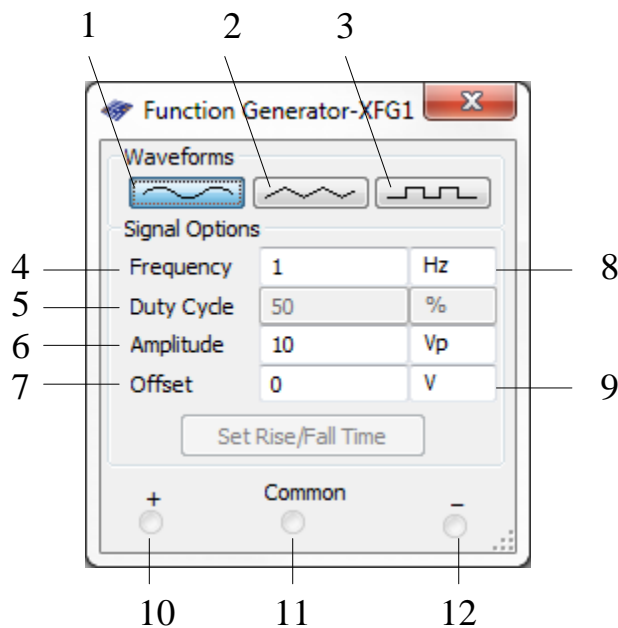 1 2 3
Function Generator-XFG1
Waveforms
Signal Options
4 Frequency 1 Hz 8
5 Duty Cycle 50 %
6 Amplitude 10 Vp
7 Offset 0 V 9
Set Rise/Fall Time
+ Common −
10 11 12